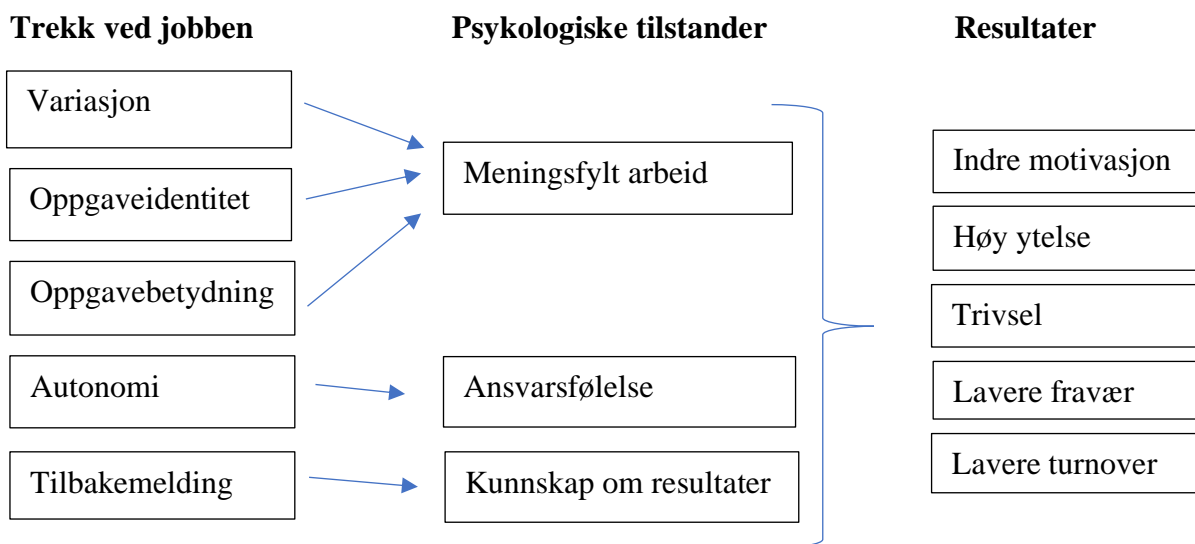 Trekk ved jobben
Psykologiske tilstander
Resultater
Variasjon
Oppgaveidentitet
Oppgavebetydning
Autonomi
Tilbakemelding
Meningsfylt arbeid
Ansvarsfølelse
Kunnskap om resultater
Indre motivasjon
Høy ytelse
Trivsel
Lavere fravær
Lavere turnover